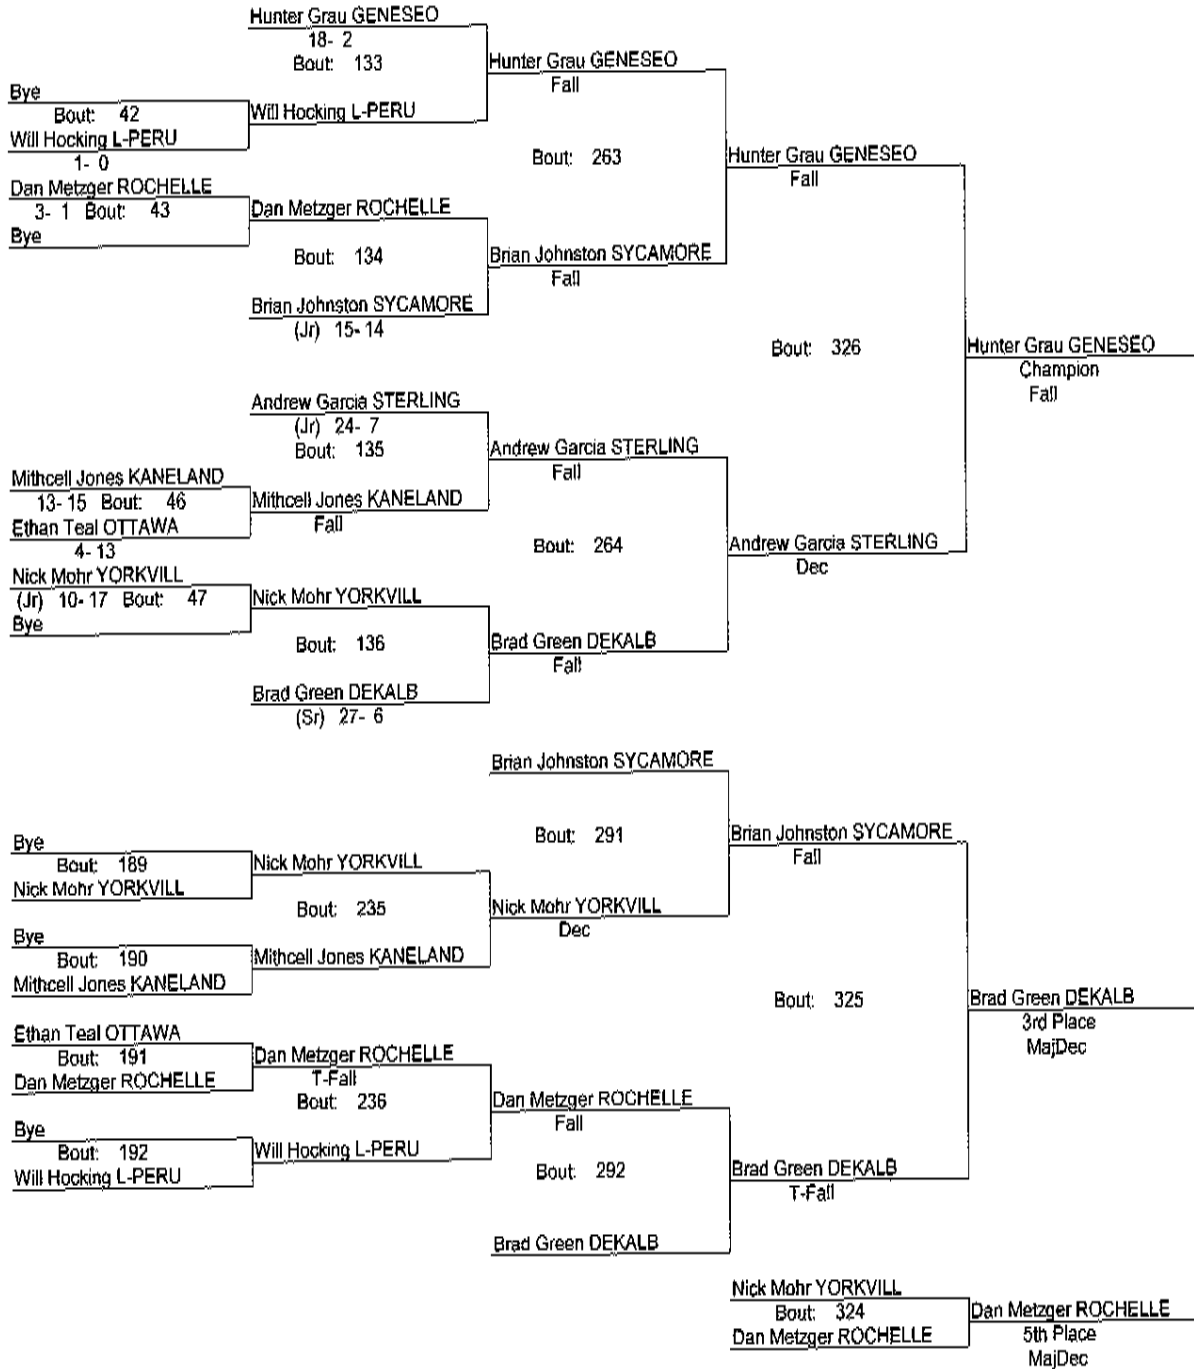 Hunter Grau GENESEO
18- 2
Bout: 133
Hunter Grau GENESEO
Fall
Bye
Bout: 42
Will Hocking L-PERU
Will Hocking L-PERU
1- 0
Bout: 263
Hunter Grau GENESEO
Fall
Dan Metzger ROCHELLE
3- 1 Bout: 43
Dan Metzger ROCHELLE
Bye
Bout: 134
Brian Johnston SYCAMORE
Fall
Brian Johnston SYCAMORE
(Jr) 15- 14
Bout: 326
Hunter Grau GENESEO
Champion
Fall
Andrew Garcia STERLING
(Jr) 24- 7
Bout: 135
Andrew Garcia STERLING
Fall
Mithcell Jones KANELAND
13- 15 Bout: 46
Mithcell Jones KANELAND
Fall
Ethan Teal OTTAWA
4- 13
Bout: 264
Andrew Garcia STERLING
Dec
Nick Mohr YORKVILL
(Jr) 10- 17 Bout: 47
Nick Mohr YORKVILL
Bye
Bout: 136
Brad Green DEKALB
Fall
Brad Green DEKALB
(Sr) 27- 6
Brian Johnston SYCAMORE
Bout: 291
Brian Johnston SYCAMORE
Fall
Bye
Bout: 189
Nick Mohr YORKVILL
Nick Mohr YORKVILL
Bout: 235
Nick Mohr YORKVILL
Dec
Bye
Bout: 190
Mithcell Jones KANELAND
Mithcell Jones KANELAND
Bout: 325
Brad Green DEKALB
3rd Place
MajDec
Ethan Teal OTTAWA
Bout: 191
Dan Metzger ROCHELLE
T-Fall
Dan Metzger ROCHELLE
Bout: 236
Dan Metzger ROCHELLE
Fall
Bye
Bout: 192
Will Hocking L-PERU
Will Hocking L-PERU
Bout: 292
Brad Green DEKALB
T-Fall
Brad Green DEKALB
Nick Mohr YORKVILL
Bout: 324
Dan Metzger ROCHELLE
Dan Metzger ROCHELLE
5th Place
MajDec